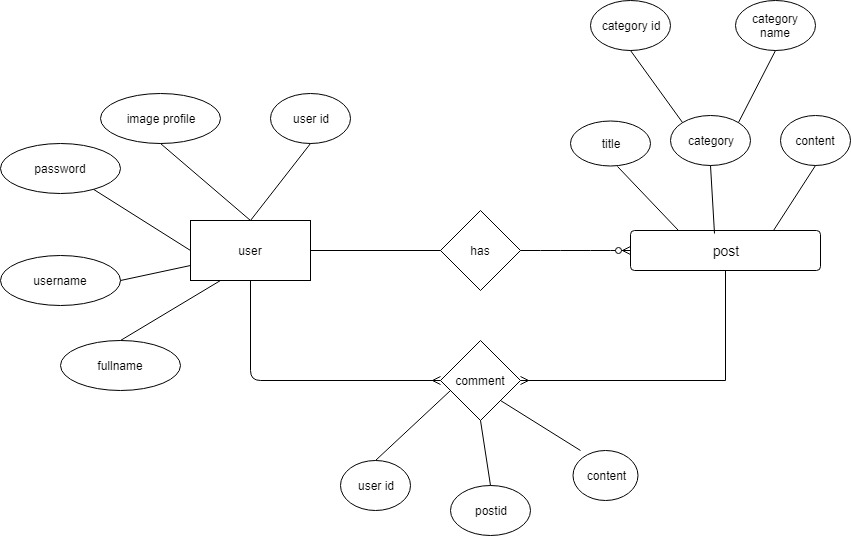 category id
category
name
image profile
user id
title
category
content
password
user
has
post
username
fullname
comment
user id
postid
content